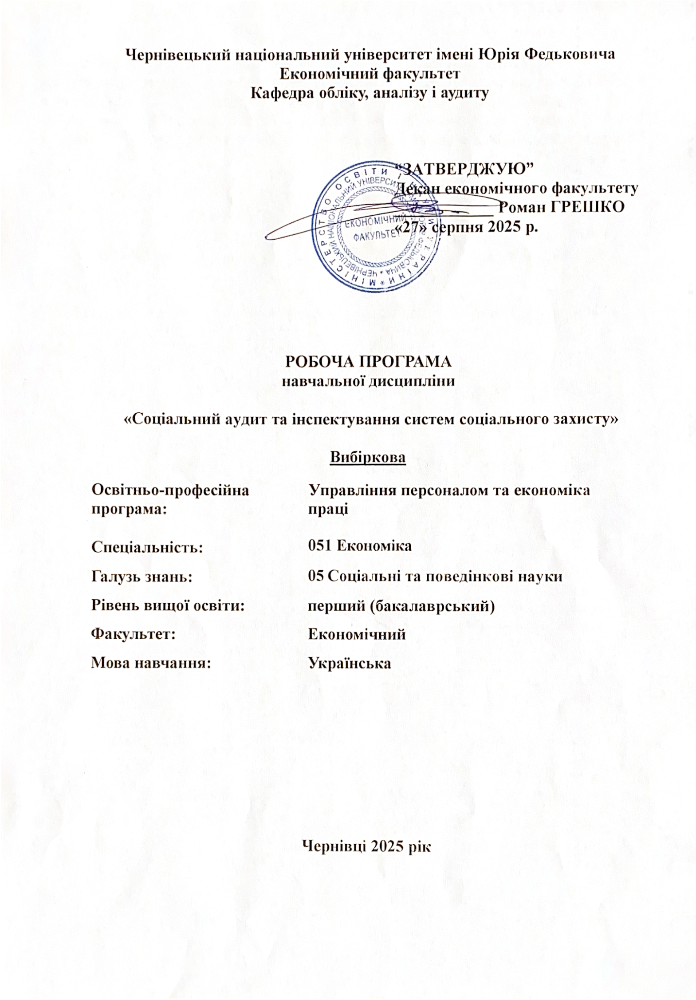 Чернівецький національний університет імені Юрія Федьковича
Економічний факультет
Кафедра обліку, аналізу і аудиту
“ЗАТВЕРДЖУЮ”
Декан економічного факультету
Роман ГРЕШКО
«27» серпня 2025 р.
МІНІСТЕРСТВО ОСВІТИ І НАУКИ УКРАЇНИ *
ЧЕРНІВЕЦЬКИЙ НАЦІОНАЛЬНИЙ УНІВЕРСИТЕТ ФЕДЬКОВИЧА *
ЕКОНОМІЧНИЙ
ФАКУЛЬТЕТ
РОБОЧА ПРОГРАМА
навчальної дисципліни
«Соціальний аудит та інспектування систем соціального захисту»
Вибіркова
Освітньо-професійна Управління персоналом та економіка
програма: праці
Спеціальність: 051 Економіка
Галузь знань: 05 Соціальні та поведінкові науки
Рівень вищої освіти: перший (бакалаврський)
Факультет: Економічний
Мова навчання: Українська
Чернівці 2025 рік